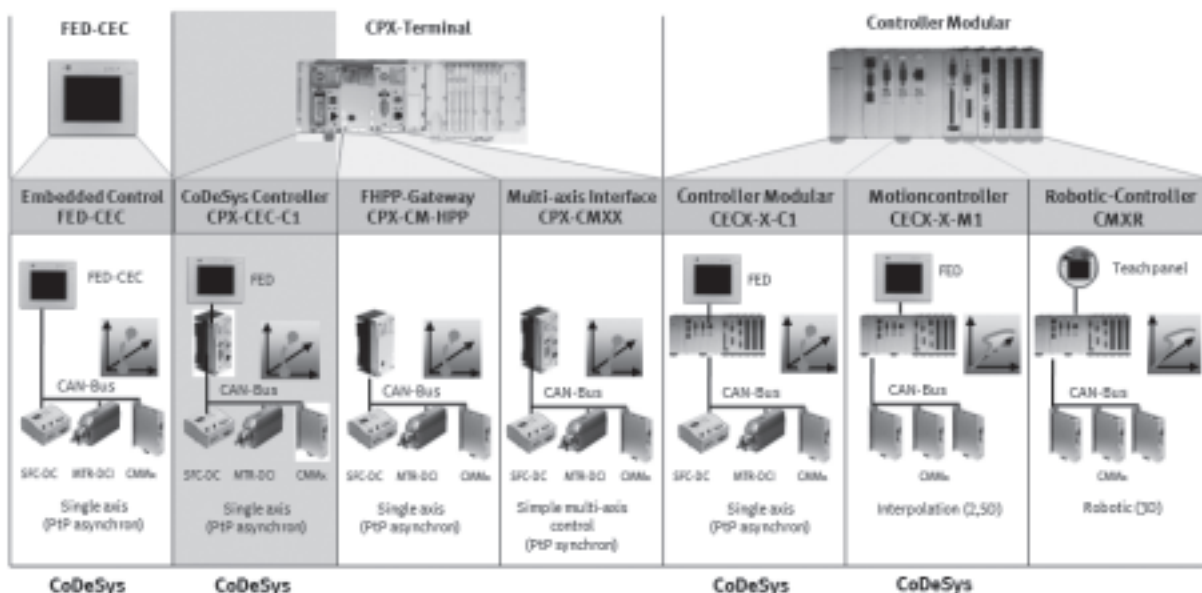 FED-CEC
CPX-Terminal
Controller Modular
Embedded Control
FED-CEC
CoDeSys Controller
CPX-CEC-C1
FHPP-Gateway
CPX-CM-HPP
Multi-axis Interface
CPX-CMXX
Controller Modular
CECX-X-C1
Motioncontroller
CECX-X-M1
Robotic-Controller
CMXR
FED-CEC
FED
FED
FED
Teachpanel
CAN-Bus
CAN-Bus
CAN-Bus
CAN-Bus
CAN-Bus
CAN-Bus
CAN-Bus
SFC-DC MTR-DCI CMMx
SFC-DC MTR-DCI CMMx
SFC-DC MTR-DCI CMMx
SFC-DC MTR-DCI CMMx
SFC-DC MTR-DCI CMMx
CMMx
CMMx
Single axis
(PtP asynchron)
Single axis
(PtP asynchron)
Single axis
(PtP asynchron)
Simple multi-axis
control
(PtP synchron)
Single axis
(PtP asynchron)
Interpolation (2,5D)
Robotic (3D)
CoDeSys
CoDeSys
CoDeSys
CoDeSys